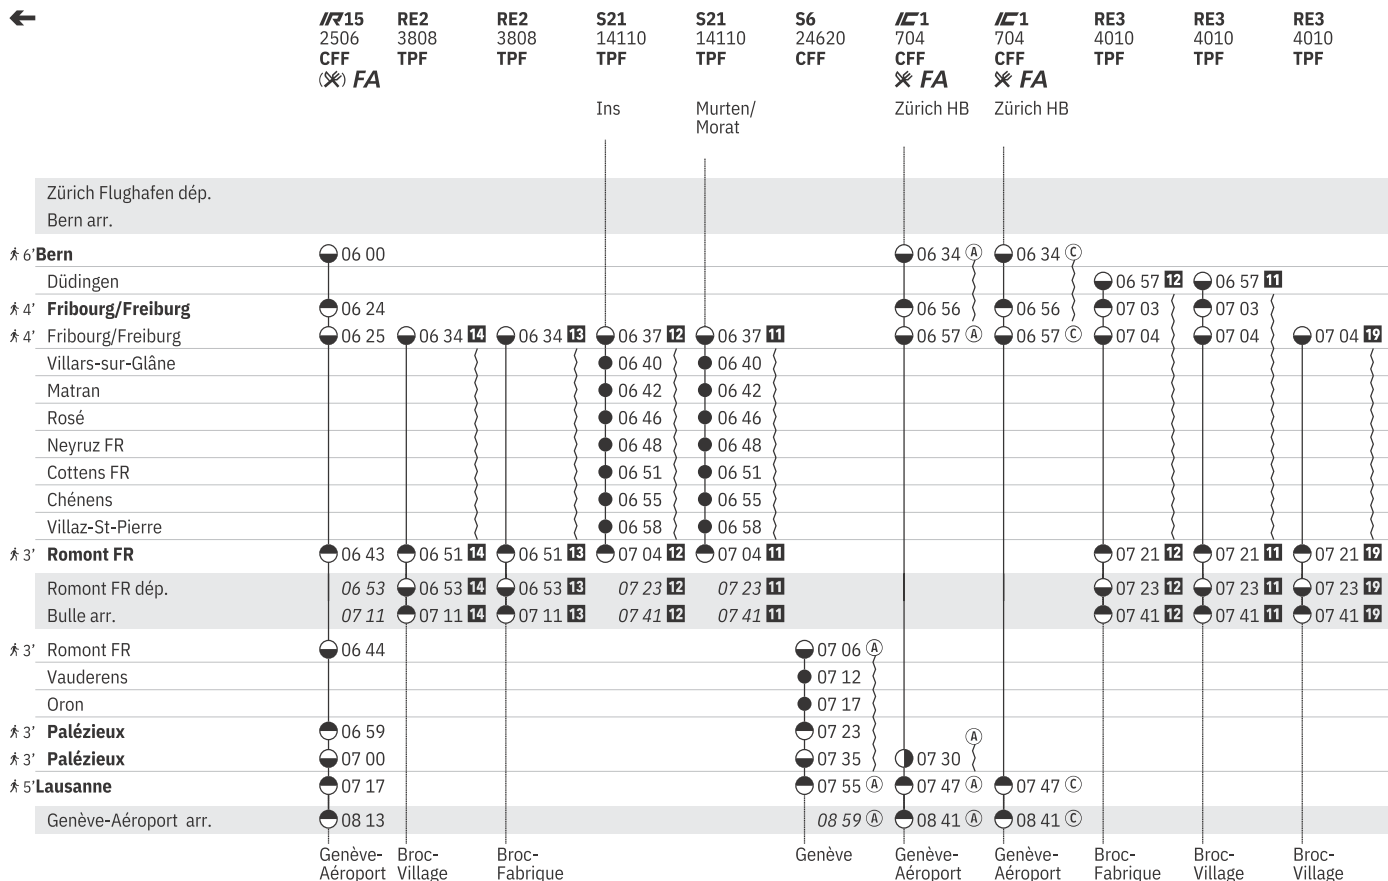 IR15 RE2 RE2 S21 S21 S6 IC1 IC1 RE3 RE3 RE3
2506 3808 3808 14110 14110 24620 704 704 4010 4010 4010
CFF TPF TPF TPF TPF CFF CFF CFF TPF TPF TPF
FA FA FA
Ins Murten/ Zürich HB Zürich HB
Morat
Zürich Flughafen dép.
Bern arr.
6' Bern 06 00 06 34 A 06 34 C
Düdingen 06 57 12 06 57 11
4' Fribourg/Freiburg 06 24 06 56 06 56 07 03 07 03
4' Fribourg/Freiburg 06 25 06 34 14 06 34 13 06 37 12 06 37 11 06 57 A 06 57 C 07 04 07 04 07 04 19
Villars-sur-Glâne 06 40 06 40
Matran 06 42 06 42
Rosé 06 46 06 46
Neyruz FR 06 48 06 48
Cottens FR 06 51 06 51
Chénens 06 55 06 55
Villaz-St-Pierre 06 58 06 58
3' Romont FR 06 43 06 51 14 06 51 13 07 04 12 07 04 11 07 21 12 07 21 11 07 21 19
Romont FR dép. 06 53 06 53 14 06 53 13 07 23 12 07 23 11 07 23 12 07 23 11 07 23 19
Bulle arr. 07 11 07 11 14 07 11 13 07 41 12 07 41 11 07 41 12 07 41 11 07 41 19
3' Romont FR 06 44 07 06 A
Vauderens 07 12
Oron 07 17
3' Palézieux 06 59 07 23 A
3' Palézieux 07 00 07 35 07 30
5' Lausanne 07 17 07 55 A 07 47 A 07 47 C
Genève-Aéroport arr. 08 13 08 59 A 08 41 A 08 41 C
Genève- Broc- Broc- Genève Genève- Genève- Broc- Broc- Broc-
Aéroport Village Fabrique Aéroport Aéroport Fabrique Village Village